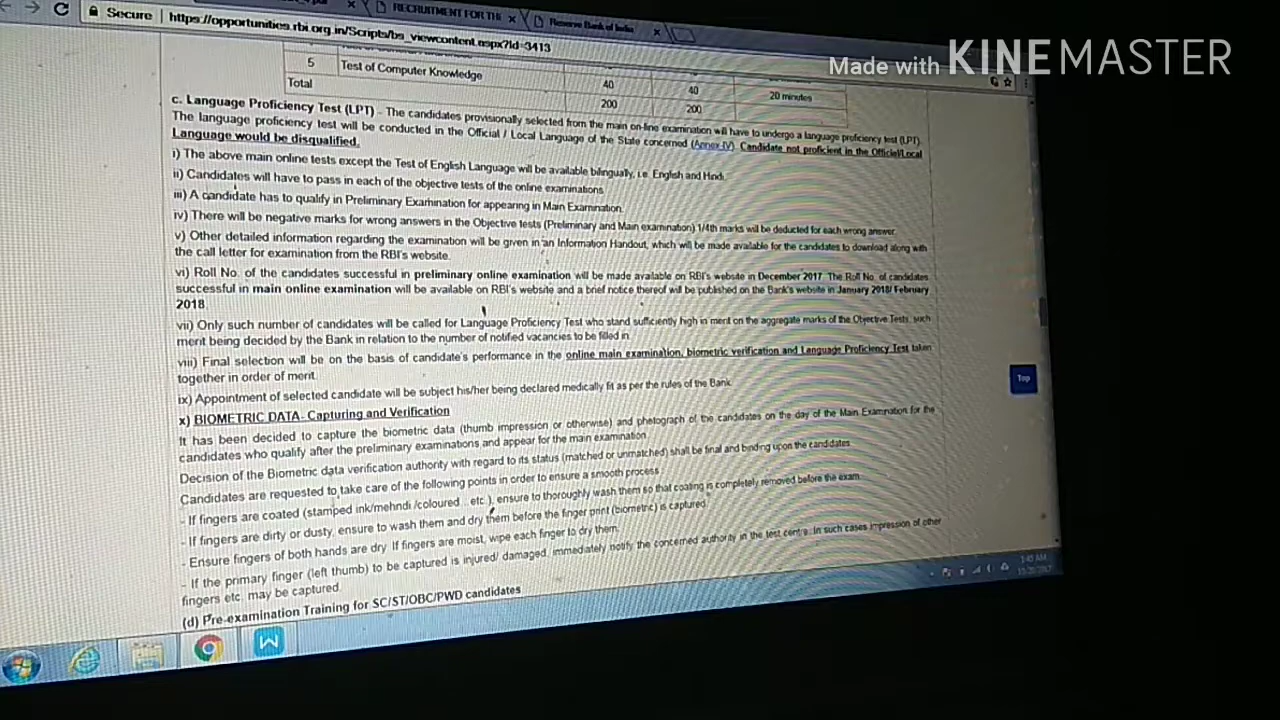 RECRUITMENT FOR THE
Reserve Bank of India
Secure | https://opportunities.rbi.org.in/Scripts/bs_viewcontent.aspx?Id=3413
Made with KINEMASTER
5 Test of Computer Knowledge 40 40 20 minutes
Total 200 200
c. Language Proficiency Test (LPT) - The candidates provisionally selected from the main on-line examination will have to undergo a language proficiency test (LPT).
The language proficiency test will be conducted in the Official / Local Language of the State concerned (Annex-IV). Candidate not proficient in the Official/Local
Language would be disqualified.
i) The above main online tests except the Test of English Language will be available bilingually, i.e. English and Hindi.
ii) Candidates will have to pass in each of the objective tests of the online examinations
iii) A candidate has to qualify in Preliminary Examination for appearing in Main Examination.
iv) There will be negative marks for wrong answers in the Objective tests (Preliminary and Main examination) 1/4th marks will be deducted for each wrong answer.
v) Other detailed information regarding the examination will be given in an Information Handout, which will be made available for the candidates to download along with
the call letter for examination from the RBI's website.
vi) Roll No. of the candidates successful in preliminary online examination will be made available on RBI's website in December 2017. The Roll No. of candidates
successful in main online examination will be available on RBI's website and a brief notice thereof will be published on the Bank's website in January 2018/ February
2018.
vii) Only such number of candidates will be called for Language Proficiency Test who stand sufficiently high in merit on the aggregate marks of the Objective Tests, such
merit being decided by the Bank in relation to the number of notified vacancies to be filled in.
viii) Final selection will be on the basis of candidate's performance in the online main examination, biometric verification and Language Proficiency Test taken
together in order of merit.
ix) Appointment of selected candidate will be subject his/her being declared medically fit as per the rules of the Bank.
Top
x) BIOMETRIC DATA- Capturing and Verification
It has been decided to capture the biometric data (thumb impression or otherwise) and photograph of the candidates on the day of the Main Examination for the
candidates who qualify after the preliminary examinations and appear for the main examination.
Decision of the Biometric data verification authority with regard to its status (matched or unmatched) shall be final and binding upon the candidates.
Candidates are requested to take care of the following points in order to ensure a smooth process
- If fingers are coated (stamped ink/mehndi /coloured...etc.), ensure to thoroughly wash them so that coating is completely removed before the exam.
- If fingers are dirty or dusty, ensure to wash them and dry them before the finger print (biometric) is captured.
- Ensure fingers of both hands are dry. If fingers are moist, wipe each finger to dry them.
- If the primary finger (left thumb) to be captured is injured/ damaged, immediately notify the concerned authority in the test centre. In such cases impression of other
fingers etc. may be captured.
(d) Pre-examination Training for SC/ST/OBC/PWD candidates